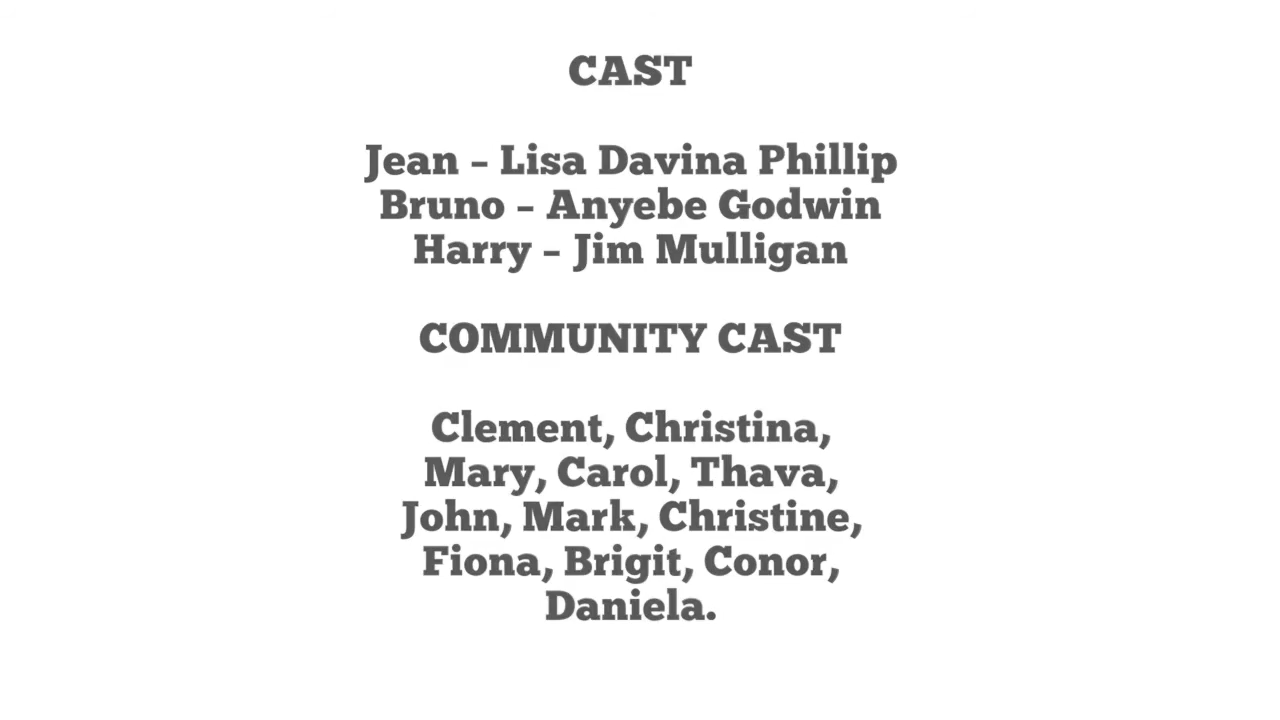 CAST
Jean – Lisa Davina Phillip
Bruno – Anyebe Godwin
Harry – Jim Mulligan
COMMUNITY CAST
Clement, Christina,
Mary, Carol, Thava,
John, Mark, Christine,
Fiona, Brigit, Conor,
Daniela.